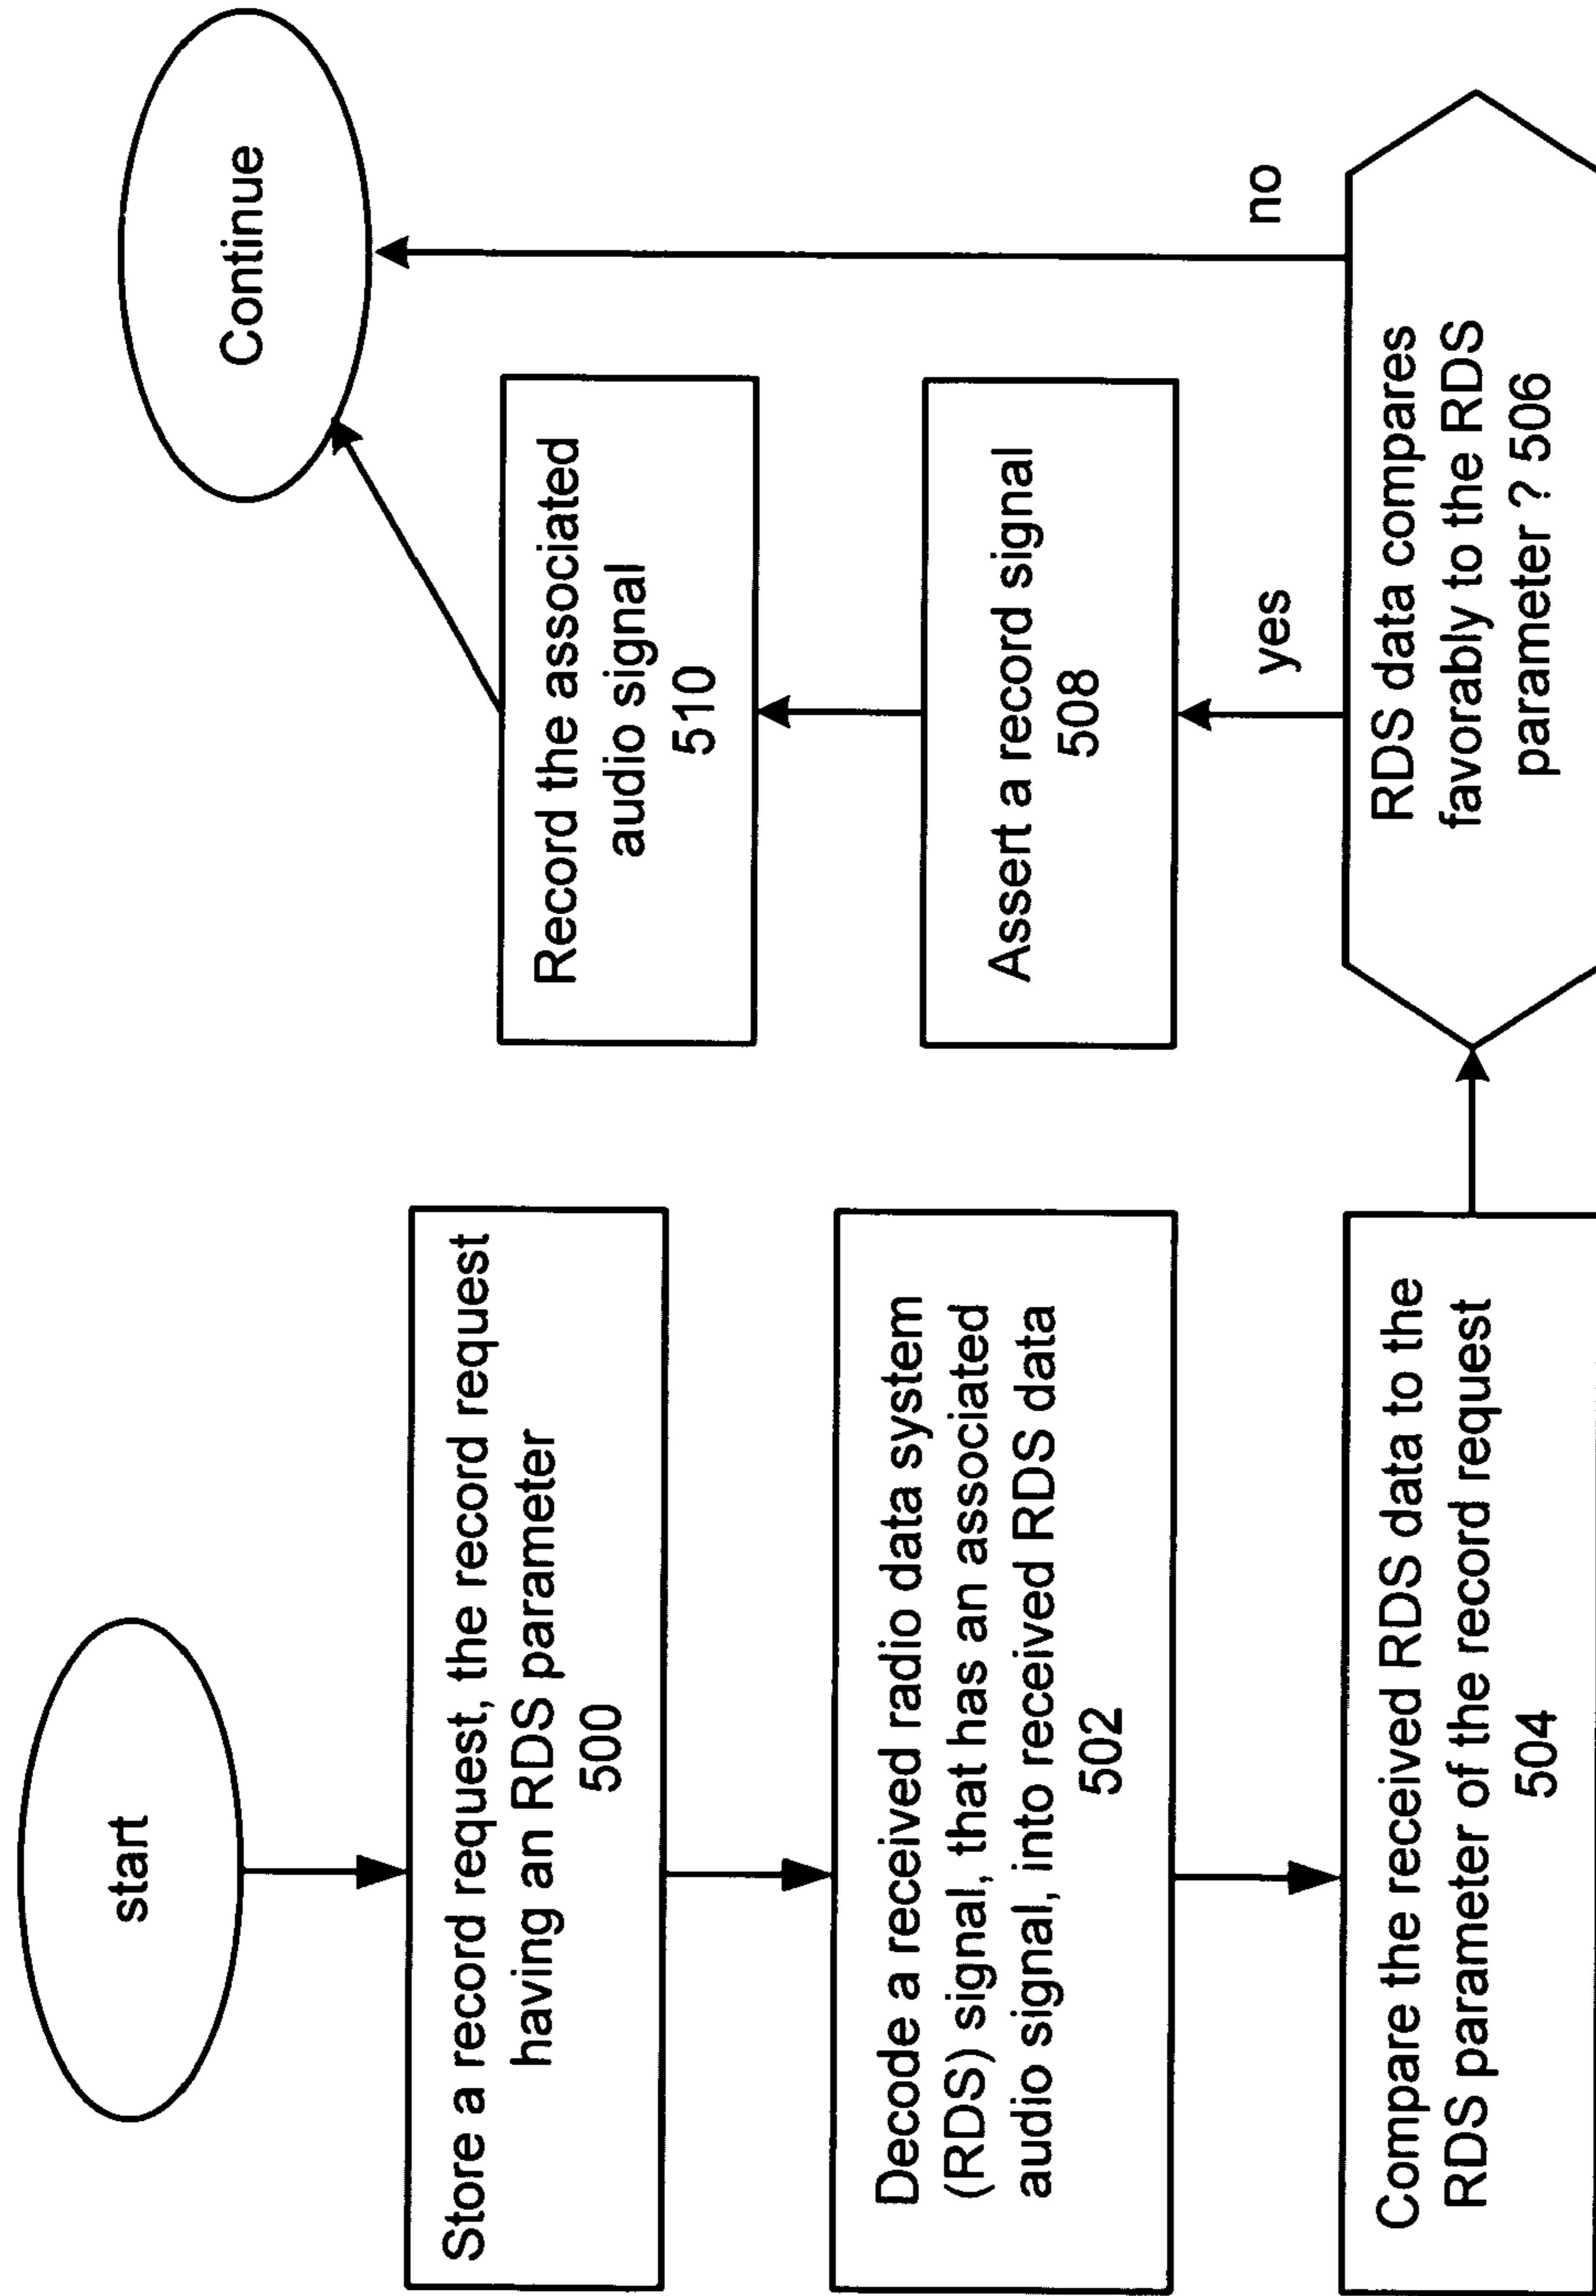 start
Store a record request, the record request
having an RDS parameter
500
Decode a received radio data system
(RDS) signal, that has an associated
audio signal, into received RDS data
502
Compare the received RDS data to the
RDS parameter of the record request
504
RDS data compares
favorably to the RDS
parameter ? 506
yes
no
Assert a record signal
508
Record the associated
audio signal
510
Continue